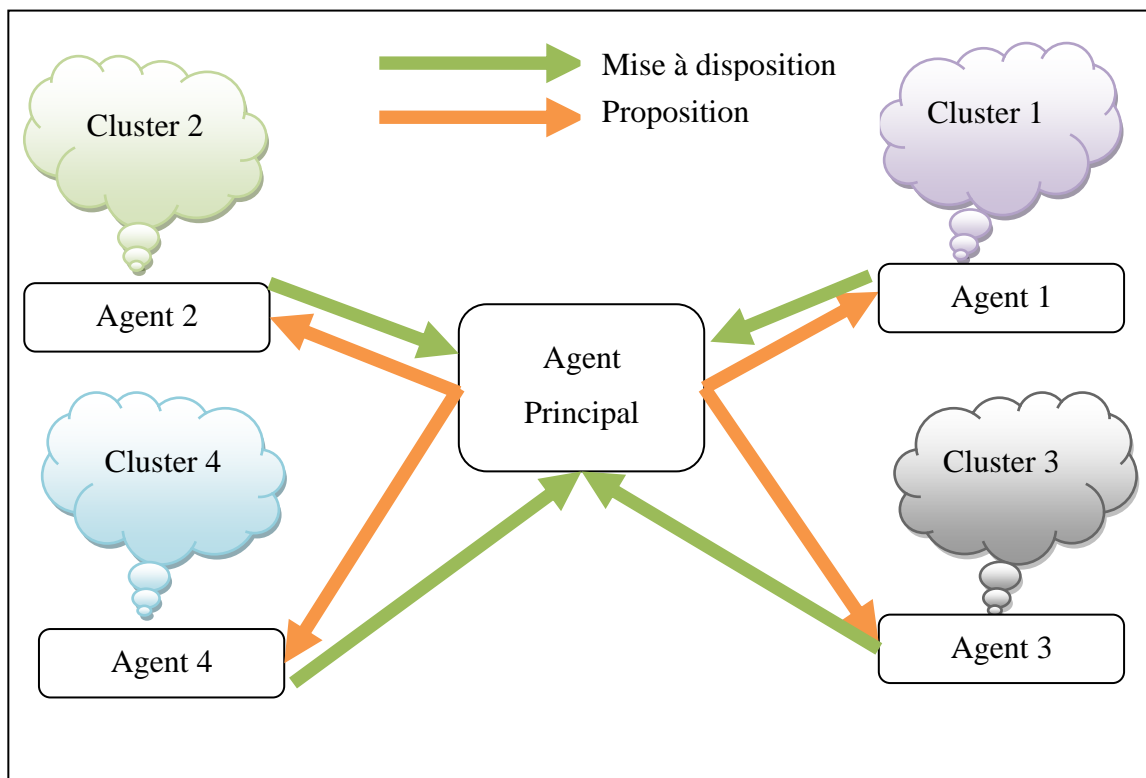 Mise à disposition
Proposition
Cluster 2
Cluster 1
Agent 2
Agent 1
Agent
Principal
Cluster 4
Cluster 3
Agent 4
Agent 3